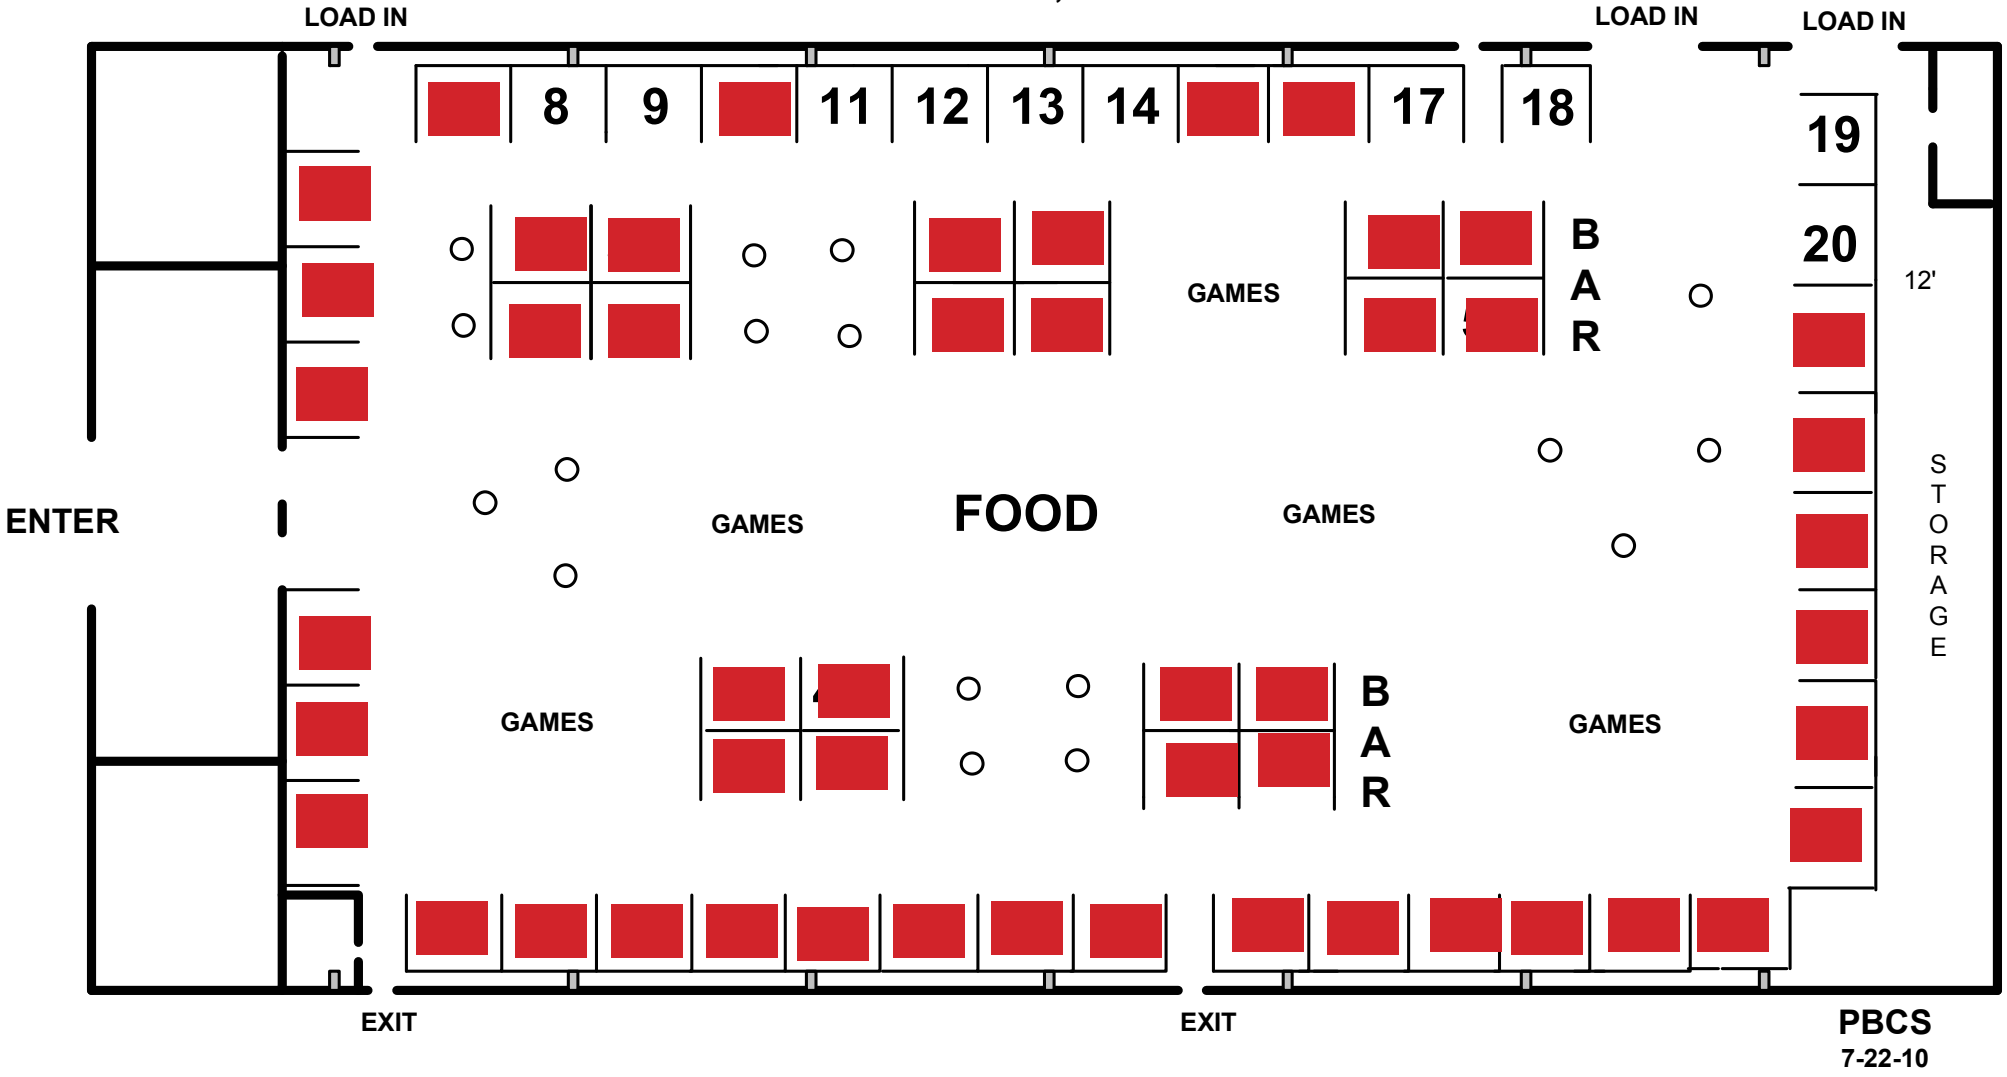 LOAD IN
LOAD IN
LOAD IN
8
9
11
12
13
14
17
18
19
20
12'
B
A
R
GAMES
ENTER
GAMES
FOOD
GAMES
S
T
O
R
A
G
E
GAMES
B
A
R
GAMES
EXIT
EXIT
PBCS
7-22-10